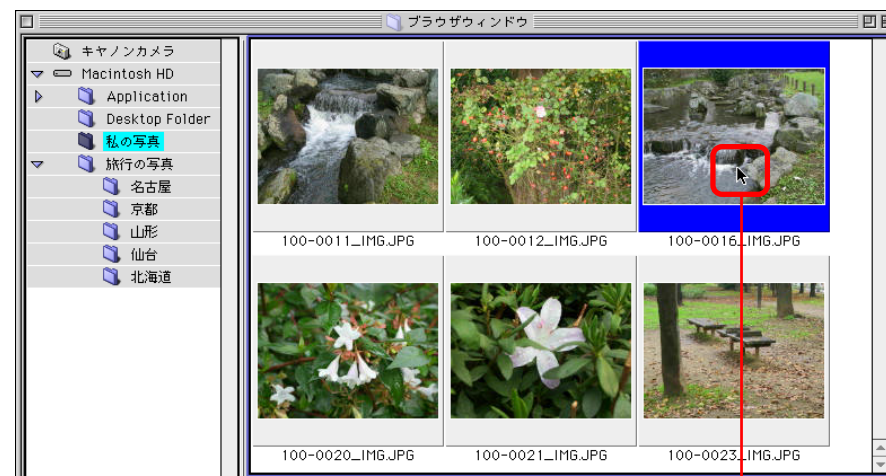 ブラウザウィンドウ
キヤノンカメラ
Macintosh HD
Application
Desktop Folder
私の写真
旅行の写真
名古屋
京都
山形
仙台
北海道
100-0011_IMG.JPG
100-0012_IMG.JPG
100-0016_IMG.JPG
100-0020_IMG.JPG
100-0021_IMG.JPG
100-0023_IMG.JPG